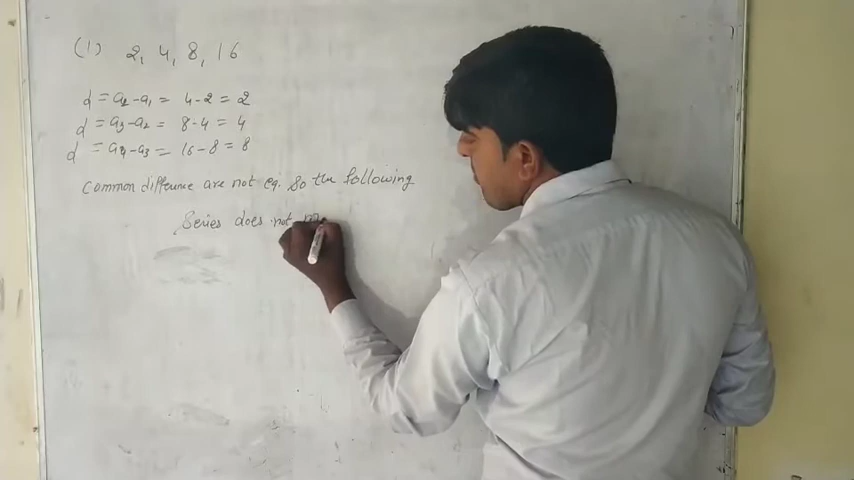 (1) 2, 4, 8, 16
d = a2 - a1 = 4 - 2 = 2
d = a3 - a2 = 8 - 4 = 4
d = a4 - a3 = 16 - 8 = 8
Common difference are not eq. So the following
Series does not